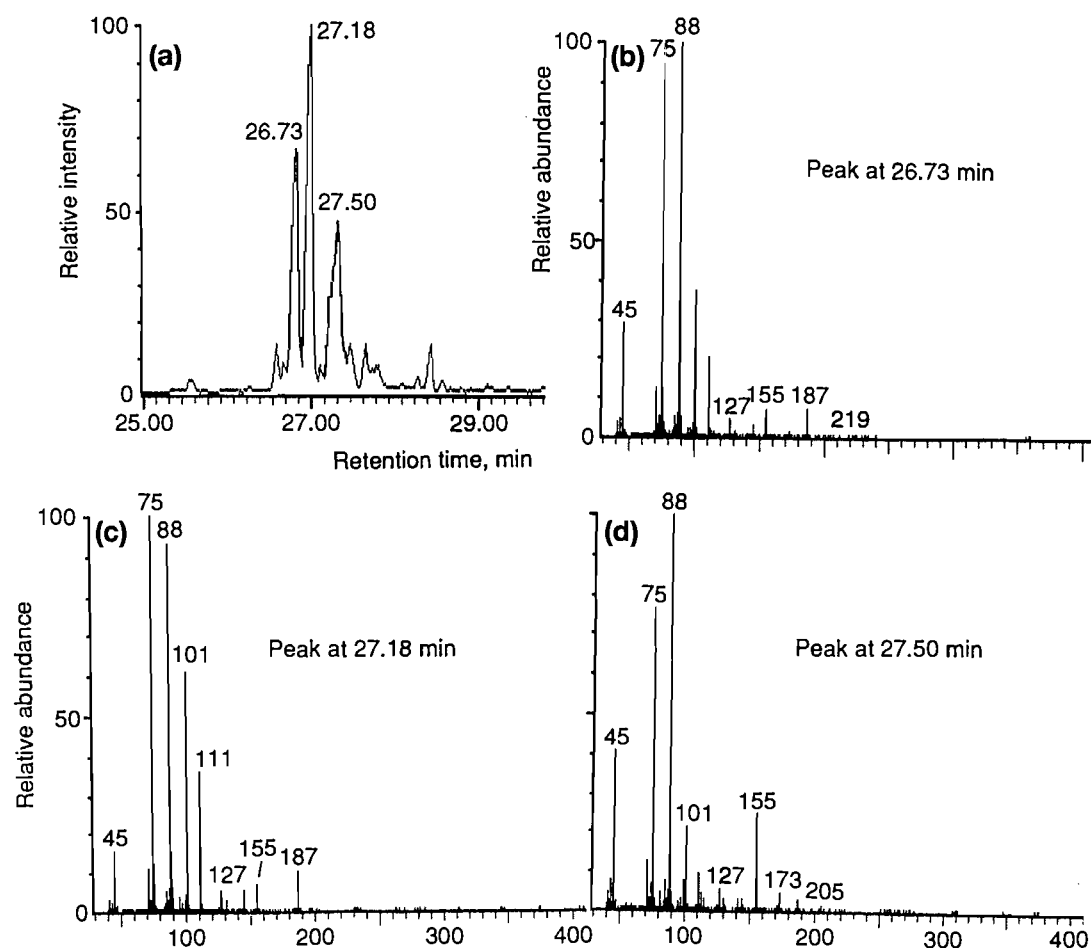 (a)
100
50
0
27.18
26.73
27.50
25.00 27.00 29.00
Relative intensity
Retention time, min
(b)
100
50
0
75
88
45
127
155
187
219
Relative abundance
Peak at 26.73 min
(c)
100
50
0
75
88
101
111
45
127
155
187
Relative abundance
Peak at 27.18 min
100 200 300 400
(d)
88
75
45
101
155
127
173
205
Peak at 27.50 min
100 200 300 400